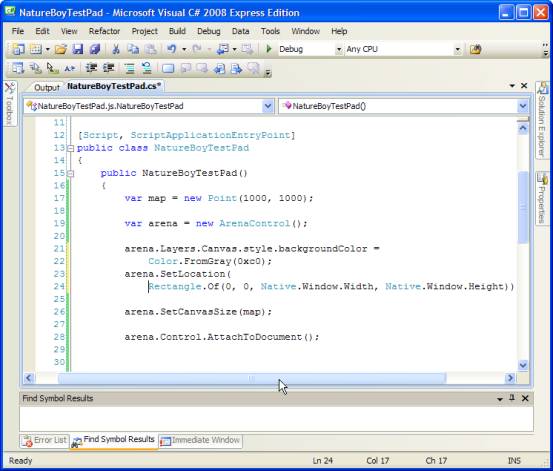 NatureBoyTestPad - Microsoft Visual C# 2008 Express Edition
File Edit View Refactor Project Build Debug Data Tools Window Help
Debug Any CPU
Output NatureBoyTestPad.cs*
NatureBoyTestPad.js.NatureBoyTestPad NatureBoyTestPad()
Toolbox
Solution Explorer
Properties
11
12 [Script, ScriptApplicationEntryPoint]
13 public class NatureBoyTestPad
14 {
15 public NatureBoyTestPad()
16 {
17 var map = new Point(1000, 1000);
18
19 var arena = new ArenaControl();
20
21 arena.Layers.Canvas.style.backgroundColor =
22 Color.FromGray(0xc0);
23 arena.SetLocation(
24 Rectangle.Of(0, 0, Native.Window.Width, Native.Window.Height))
25
26 arena.SetCanvasSize(map);
27
28 arena.Control.AttachToDocument();
29
30
Find Symbol Results
Error List Find Symbol Results Immediate Window
Ready Ln 24 Col 17 Ch 17 INS